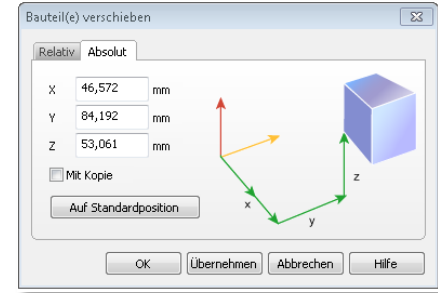 Bauteil(e) verschieben
Relativ Absolut
X 46,572 mm
Y 84,192 mm
Z 53,061 mm
Mit Kopie
Auf Standardposition
x
y
z
OK Übernehmen Abbrechen Hilfe